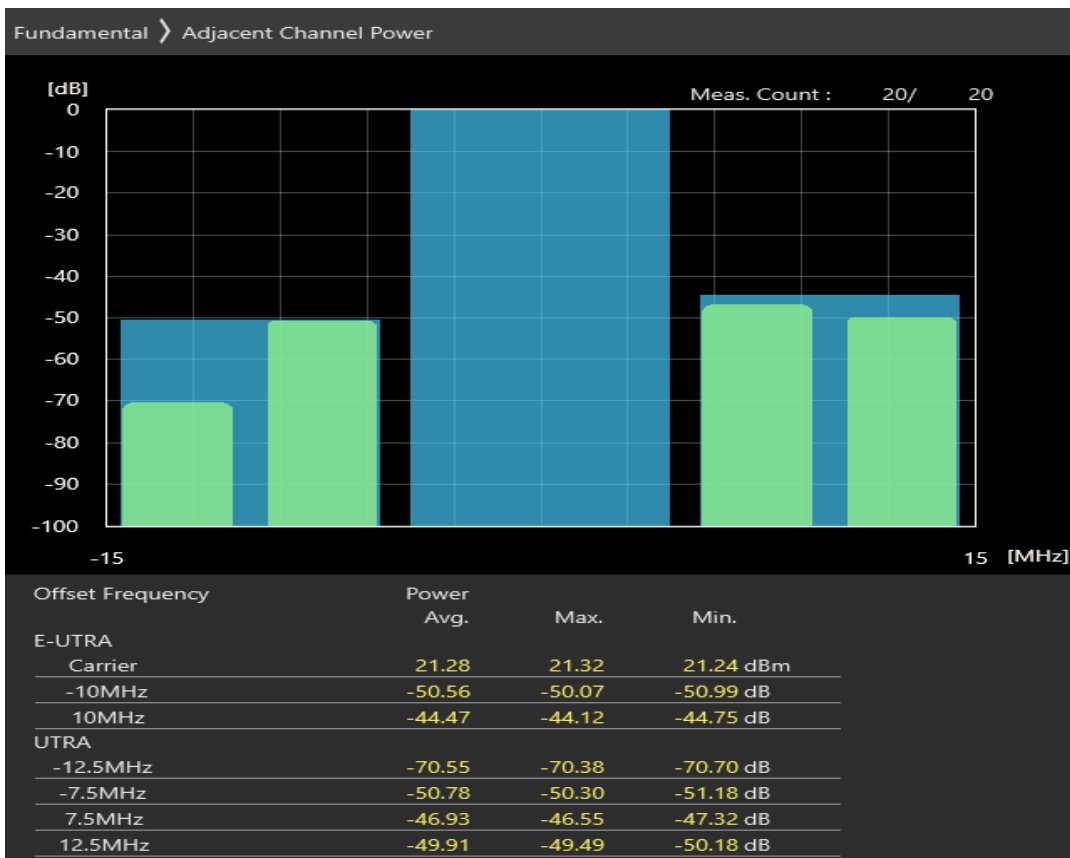 Fundamental 〉 Adjacent Channel Power
[dB]
Meas. Count : 20/ 20
0
-10
-20
-30
-40
-50
-60
-70
-80
-90
-100
-15 15 [MHz]
Offset Frequency Power
Avg. Max. Min.
E-UTRA
Carrier 21.28 21.32 21.24 dBm
-10MHz -50.56 -50.07 -50.99 dB
10MHz -44.47 -44.12 -44.75 dB
UTRA
-12.5MHz -70.55 -70.38 -70.70 dB
-7.5MHz -50.78 -50.30 -51.18 dB
7.5MHz -46.93 -46.55 -47.32 dB
12.5MHz -49.91 -49.49 -50.18 dB